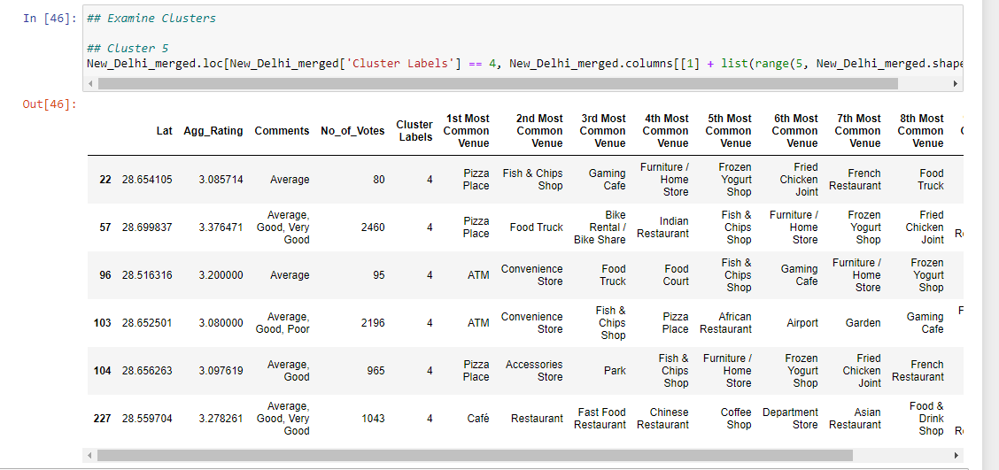 In [46]: ## Examine Clusters
## Cluster 5
New_Delhi_merged.loc[New_Delhi_merged['Cluster Labels'] == 4, New_Delhi_merged.columns[[1] + list(range(5, New_Delhi_merged.shape
Out[46]:
Lat Agg_Rating Comments No_of_Votes Cluster Labels 1st Most Common Venue 2nd Most Common Venue 3rd Most Common Venue 4th Most Common Venue 5th Most Common Venue 6th Most Common Venue 7th Most Common Venue 8th Most Common Venue
22 28.654105 3.085714 Average 80 4 Pizza Place Fish & Chips Shop Gaming Cafe Furniture / Home Store Frozen Yogurt Shop Fried Chicken Joint French Restaurant Food Truck
57 28.699837 3.376471 Average, Good, Very Good 2460 4 Pizza Place Food Truck Bike Rental / Bike Share Indian Restaurant Fish & Chips Shop Furniture / Home Store Frozen Yogurt Shop Fried Chicken Joint R
96 28.516316 3.200000 Average 95 4 ATM Convenience Store Food Truck Food Court Fish & Chips Shop Gaming Cafe Furniture / Home Store Frozen Yogurt Shop
103 28.652501 3.080000 Average, Good, Poor 2196 4 ATM Convenience Store Fish & Chips Shop Pizza Place African Restaurant Airport Garden Gaming Cafe F
104 28.656263 3.097619 Average, Good 965 4 Pizza Place Accessories Store Park Fish & Chips Shop Furniture / Home Store Frozen Yogurt Shop Fried Chicken Joint French Restaurant
227 28.559704 3.278261 Average, Good, Very Good 1043 4 Café Restaurant Fast Food Restaurant Chinese Restaurant Coffee Shop Department Store Asian Restaurant Food & Drink Shop R